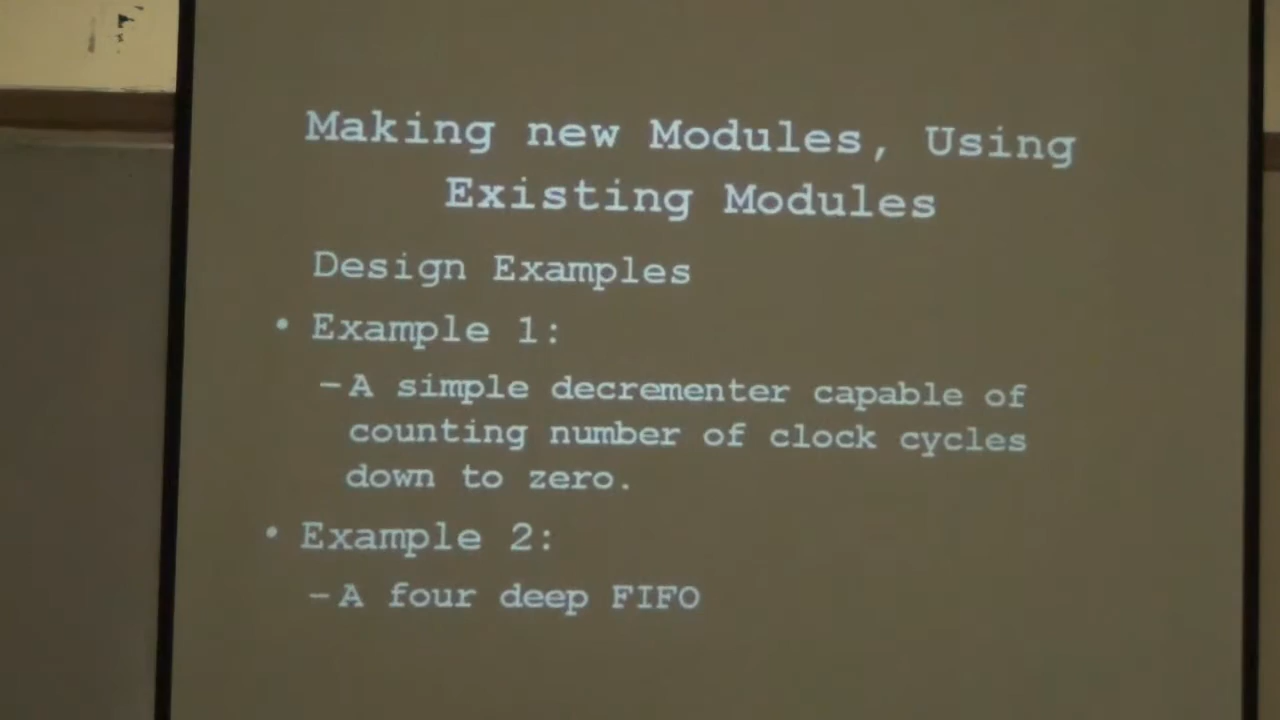 Making new Modules, Using
Existing Modules
Design Examples
• Example 1:
– A simple decrementer capable of
counting number of clock cycles
down to zero.
• Example 2:
– A four deep FIFO